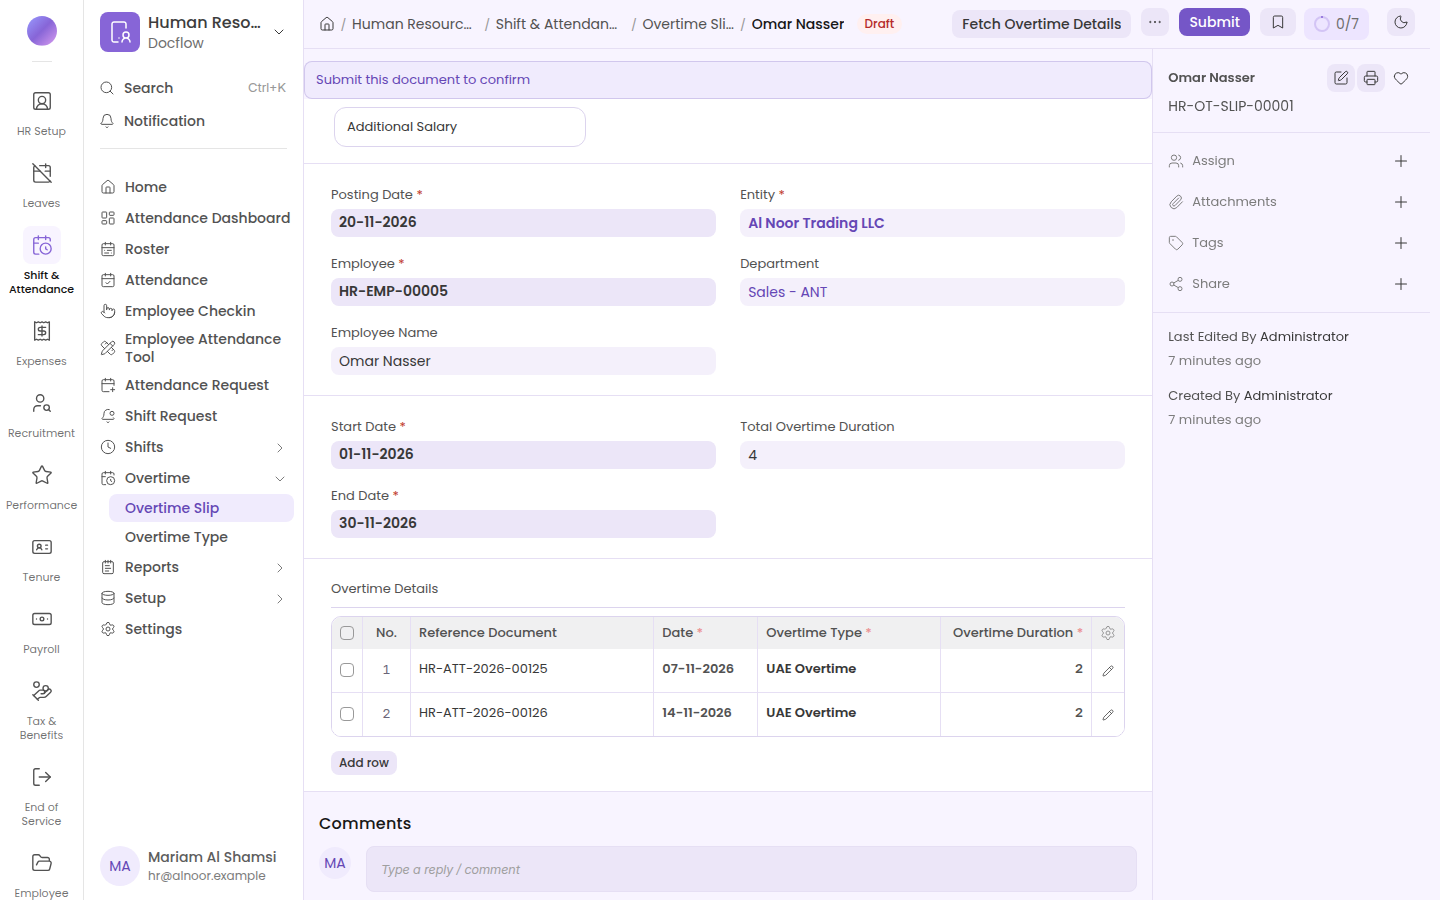 HR Setup
Leaves
Shift &
Attendance
Expenses
Recruitment
Performance
Tenure
Payroll
Tax &
Benefits
End of
Service
Employee
Human Reso...
Docflow
Search Ctrl+K
Notification
Home
Attendance Dashboard
Roster
Attendance
Employee Checkin
Employee Attendance
Tool
Attendance Request
Shift Request
Shifts
Overtime
Overtime Slip
Overtime Type
Reports
Setup
Settings
MA
Mariam Al Shamsi
hr@alnoor.example
/ Human Resourc... / Shift & Attendan... / Overtime Sli... / Omar Nasser Draft
Fetch Overtime Details ... Submit 0/7
Submit this document to confirm
Additional Salary
Posting Date * Entity *
20-11-2026 Al Noor Trading LLC
Employee * Department
HR-EMP-00005 Sales - ANT
Employee Name
Omar Nasser
Start Date * Total Overtime Duration
01-11-2026 4
End Date *
30-11-2026
Overtime Details
No. Reference Document Date * Overtime Type * Overtime Duration *
1 HR-ATT-2026-00125 07-11-2026 UAE Overtime 2
2 HR-ATT-2026-00126 14-11-2026 UAE Overtime 2
Add row
Comments
MA Type a reply / comment
Omar Nasser
HR-OT-SLIP-00001
Assign
Attachments
Tags
Share
Last Edited By Administrator
7 minutes ago
Created By Administrator
7 minutes ago